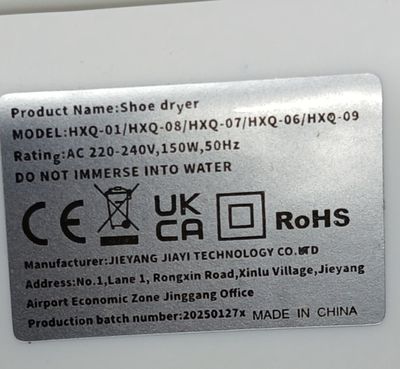 Product Name:Shoe dryer
MODEL:HXQ-01/HXQ-08/HXQ-07/HXQ-06/HXQ-09
Rating:AC 220-240V,150W,50Hz
DO NOT IMMERSE INTO WATER
CE UK CA RoHS
Manufacturer:JIEYANG JIAYI TECHNOLOGY CO.LTD
Address:No.1,Lane 1, Rongxin Road,Xinlu Village,Jieyang
Airport Economic Zone Jinggang Office
Production batch number:20250127x MADE IN CHINA